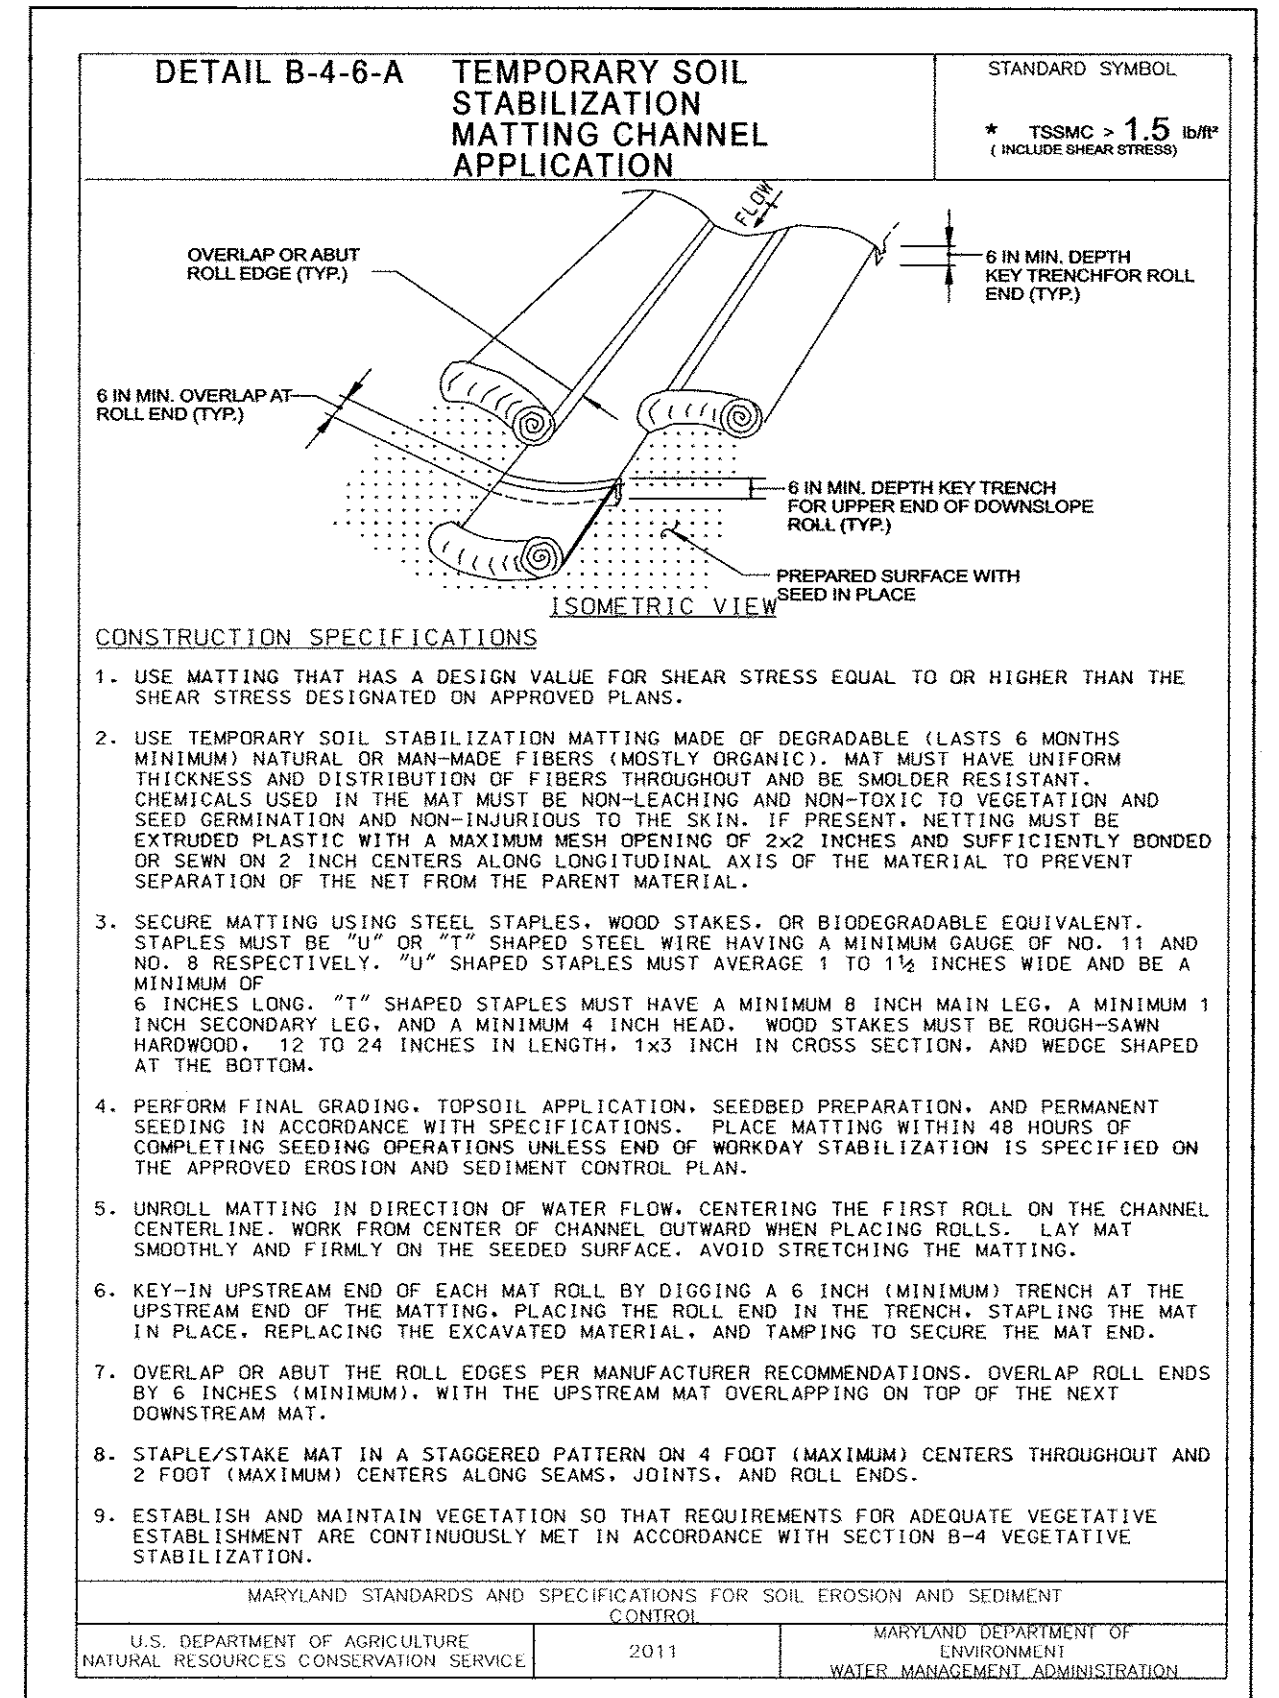 DETAIL B-4-6-A TEMPORARY SOIL
STABILIZATION
MATTING CHANNEL
APPLICATION
STANDARD SYMBOL
* TSSMC > 1.5 lb/ft²
( INCLUDE SHEAR STRESS)
FLOW
OVERLAP OR ABUT
ROLL EDGE (TYP.)
6 IN MIN. DEPTH
KEY TRENCHFOR ROLL
END (TYP.)
6 IN MIN. OVERLAP AT
ROLL END (TYP.)
6 IN MIN. DEPTH KEY TRENCH
FOR UPPER END OF DOWNSLOPE
ROLL (TYP.)
PREPARED SURFACE WITH
SEED IN PLACE
ISOMETRIC VIEW
CONSTRUCTION SPECIFICATIONS
1. USE MATTING THAT HAS A DESIGN VALUE FOR SHEAR STRESS EQUAL TO OR HIGHER THAN THE
SHEAR STRESS DESIGNATED ON APPROVED PLANS.
2. USE TEMPORARY SOIL STABILIZATION MATTING MADE OF DEGRADABLE (LASTS 6 MONTHS
MINIMUM) NATURAL OR MAN-MADE FIBERS (MOSTLY ORGANIC). MAT MUST HAVE UNIFORM
THICKNESS AND DISTRIBUTION OF FIBERS THROUGHOUT AND BE SMOLDER RESISTANT.
CHEMICALS USED IN THE MAT MUST BE NON-LEACHING AND NON-TOXIC TO VEGETATION AND
SEED GERMINATION AND NON-INJURIOUS TO THE SKIN. IF PRESENT, NETTING MUST BE
EXTRUDED PLASTIC WITH A MAXIMUM MESH OPENING OF 2x2 INCHES AND SUFFICIENTLY BONDED
OR SEWN ON 2 INCH CENTERS ALONG LONGITUDINAL AXIS OF THE MATERIAL TO PREVENT
SEPARATION OF THE NET FROM THE PARENT MATERIAL.
3. SECURE MATTING USING STEEL STAPLES, WOOD STAKES, OR BIODEGRADABLE EQUIVALENT.
STAPLES MUST BE "U" OR "T" SHAPED STEEL WIRE HAVING A MINIMUM GAUGE OF NO. 11 AND
NO. 8 RESPECTIVELY. "U" SHAPED STAPLES MUST AVERAGE 1 TO 1½ INCHES WIDE AND BE A
MINIMUM OF
6 INCHES LONG. "T" SHAPED STAPLES MUST HAVE A MINIMUM 8 INCH MAIN LEG, A MINIMUM 1
INCH SECONDARY LEG, AND A MINIMUM 4 INCH HEAD. WOOD STAKES MUST BE ROUGH-SAWN
HARDWOOD, 12 TO 24 INCHES IN LENGTH, 1x3 INCH IN CROSS SECTION, AND WEDGE SHAPED
AT THE BOTTOM.
4. PERFORM FINAL GRADING, TOPSOIL APPLICATION, SEEDBED PREPARATION, AND PERMANENT
SEEDING IN ACCORDANCE WITH SPECIFICATIONS. PLACE MATTING WITHIN 48 HOURS OF
COMPLETING SEEDING OPERATIONS UNLESS END OF WORKDAY STABILIZATION IS SPECIFIED ON
THE APPROVED EROSION AND SEDIMENT CONTROL PLAN.
5. UNROLL MATTING IN DIRECTION OF WATER FLOW, CENTERING THE FIRST ROLL ON THE CHANNEL
CENTERLINE. WORK FROM CENTER OF CHANNEL OUTWARD WHEN PLACING ROLLS. LAY MAT
SMOOTHLY AND FIRMLY ON THE SEEDED SURFACE. AVOID STRETCHING THE MATTING.
6. KEY-IN UPSTREAM END OF EACH MAT ROLL BY DIGGING A 6 INCH (MINIMUM) TRENCH AT THE
UPSTREAM END OF THE MATTING, PLACING THE ROLL END IN THE TRENCH, STAPLING THE MAT
IN PLACE, REPLACING THE EXCAVATED MATERIAL, AND TAMPING TO SECURE THE MAT END.
7. OVERLAP OR ABUT THE ROLL EDGES PER MANUFACTURER RECOMMENDATIONS. OVERLAP ROLL ENDS
BY 6 INCHES (MINIMUM), WITH THE UPSTREAM MAT OVERLAPPING ON TOP OF THE NEXT
DOWNSTREAM MAT.
8. STAPLE/STAKE MAT IN A STAGGERED PATTERN ON 4 FOOT (MAXIMUM) CENTERS THROUGHOUT AND
2 FOOT (MAXIMUM) CENTERS ALONG SEAMS, JOINTS, AND ROLL ENDS.
9. ESTABLISH AND MAINTAIN VEGETATION SO THAT REQUIREMENTS FOR ADEQUATE VEGETATIVE
ESTABLISHMENT ARE CONTINUOUSLY MET IN ACCORDANCE WITH SECTION B-4 VEGETATIVE
STABILIZATION.
MARYLAND STANDARDS AND SPECIFICATIONS FOR SOIL EROSION AND SEDIMENT
CONTROL
U.S. DEPARTMENT OF AGRICULTURE
NATURAL RESOURCES CONSERVATION SERVICE
2011
MARYLAND DEPARTMENT OF
ENVIRONMENT
WATER MANAGEMENT ADMINISTRATION